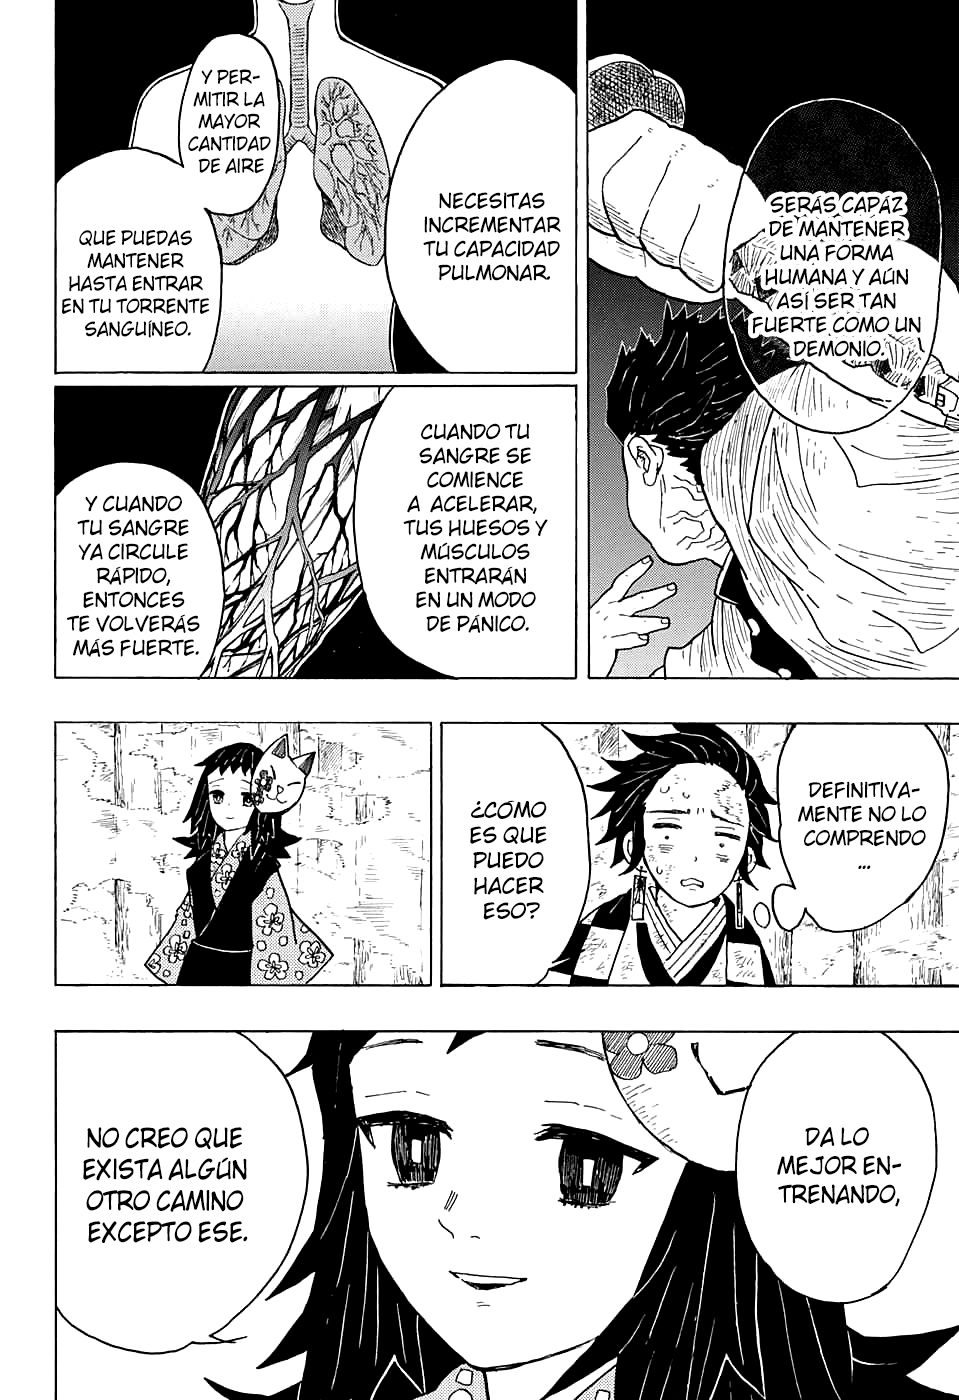 SERÁS CAPÁZ
DE MANTENER
UNA FORMA
HUMANA Y AÚN
ASÍ SER TAN
FUERTE COMO UN
DEMONIO.
NECESITAS
INCREMENTAR
TU CAPACIDAD
PULMONAR.
Y PER-
MITIR LA
MAYOR
CANTIDAD
DE AIRE
QUE PUEDAS
MANTENER
HASTA ENTRAR
EN TU TORRENTE
SANGUÍNEO.
CUANDO TU
SANGRE SE
COMIENCE
A ACELERAR,
TUS HUESOS Y
MÚSCULOS
ENTRARÁN
EN UN MODO
DE PÁNICO.
Y CUANDO
TU SANGRE
YA CIRCULE
RÁPIDO,
ENTONCES
TE VOLVERÁS
MÁS FUERTE.
DEFINITIVA-
MENTE NO LO
COMPRENDO
...
¿CÓMO
ES QUE
PUEDO
HACER
ESO?
DA LO
MEJOR EN-
TRENANDO,
NO CREO QUE
EXISTA ALGÚN
OTRO CAMINO
EXCEPTO ESE.